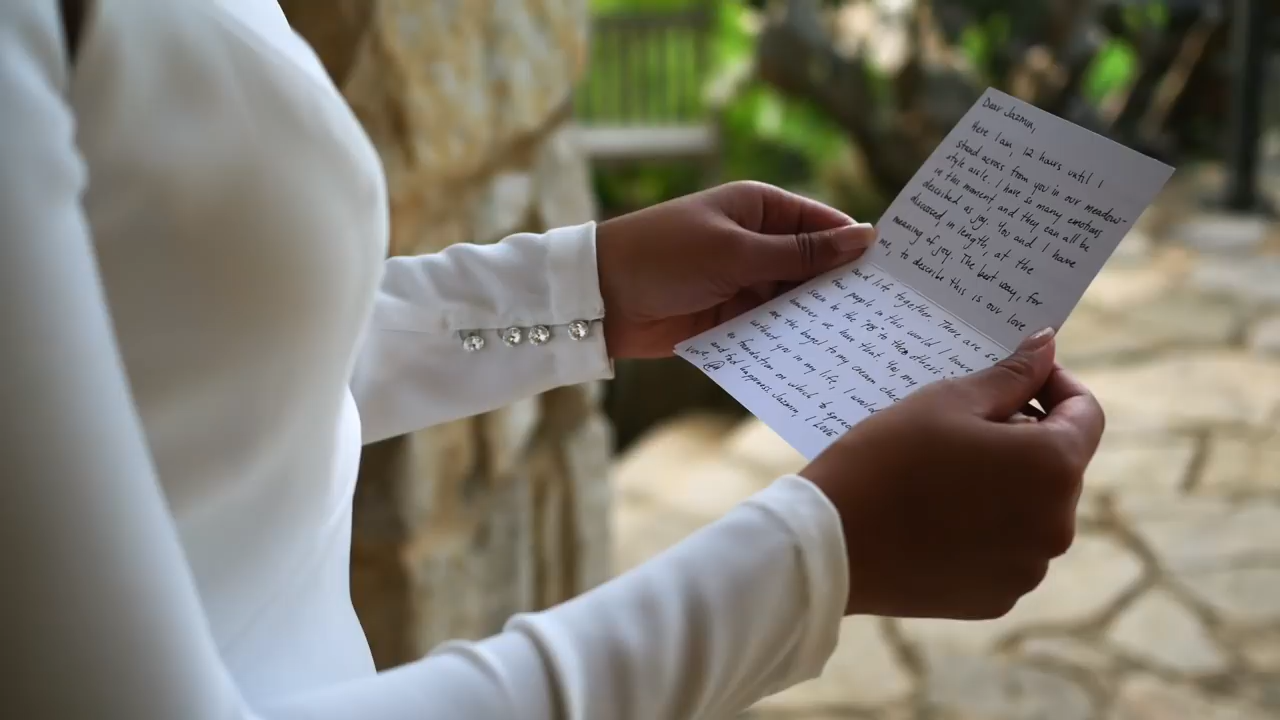 Dear Jazmin,
Here I am, 12 hours until I
stand across from you in our meadow-
style aisle. I have so many emotions
in this moment, and they can all be
described as joy. You and I have
discussed, in length, at the
meaning of joy. The best way, for
me, to describe this is our love
and life together. There are so
few people in this world I have
seen be the to others
however, we have that. You, my
are the bagel to my cream chee
without you in my life, I would
no foundation on which to spread
and find happiness. Jazmin, I LOVE